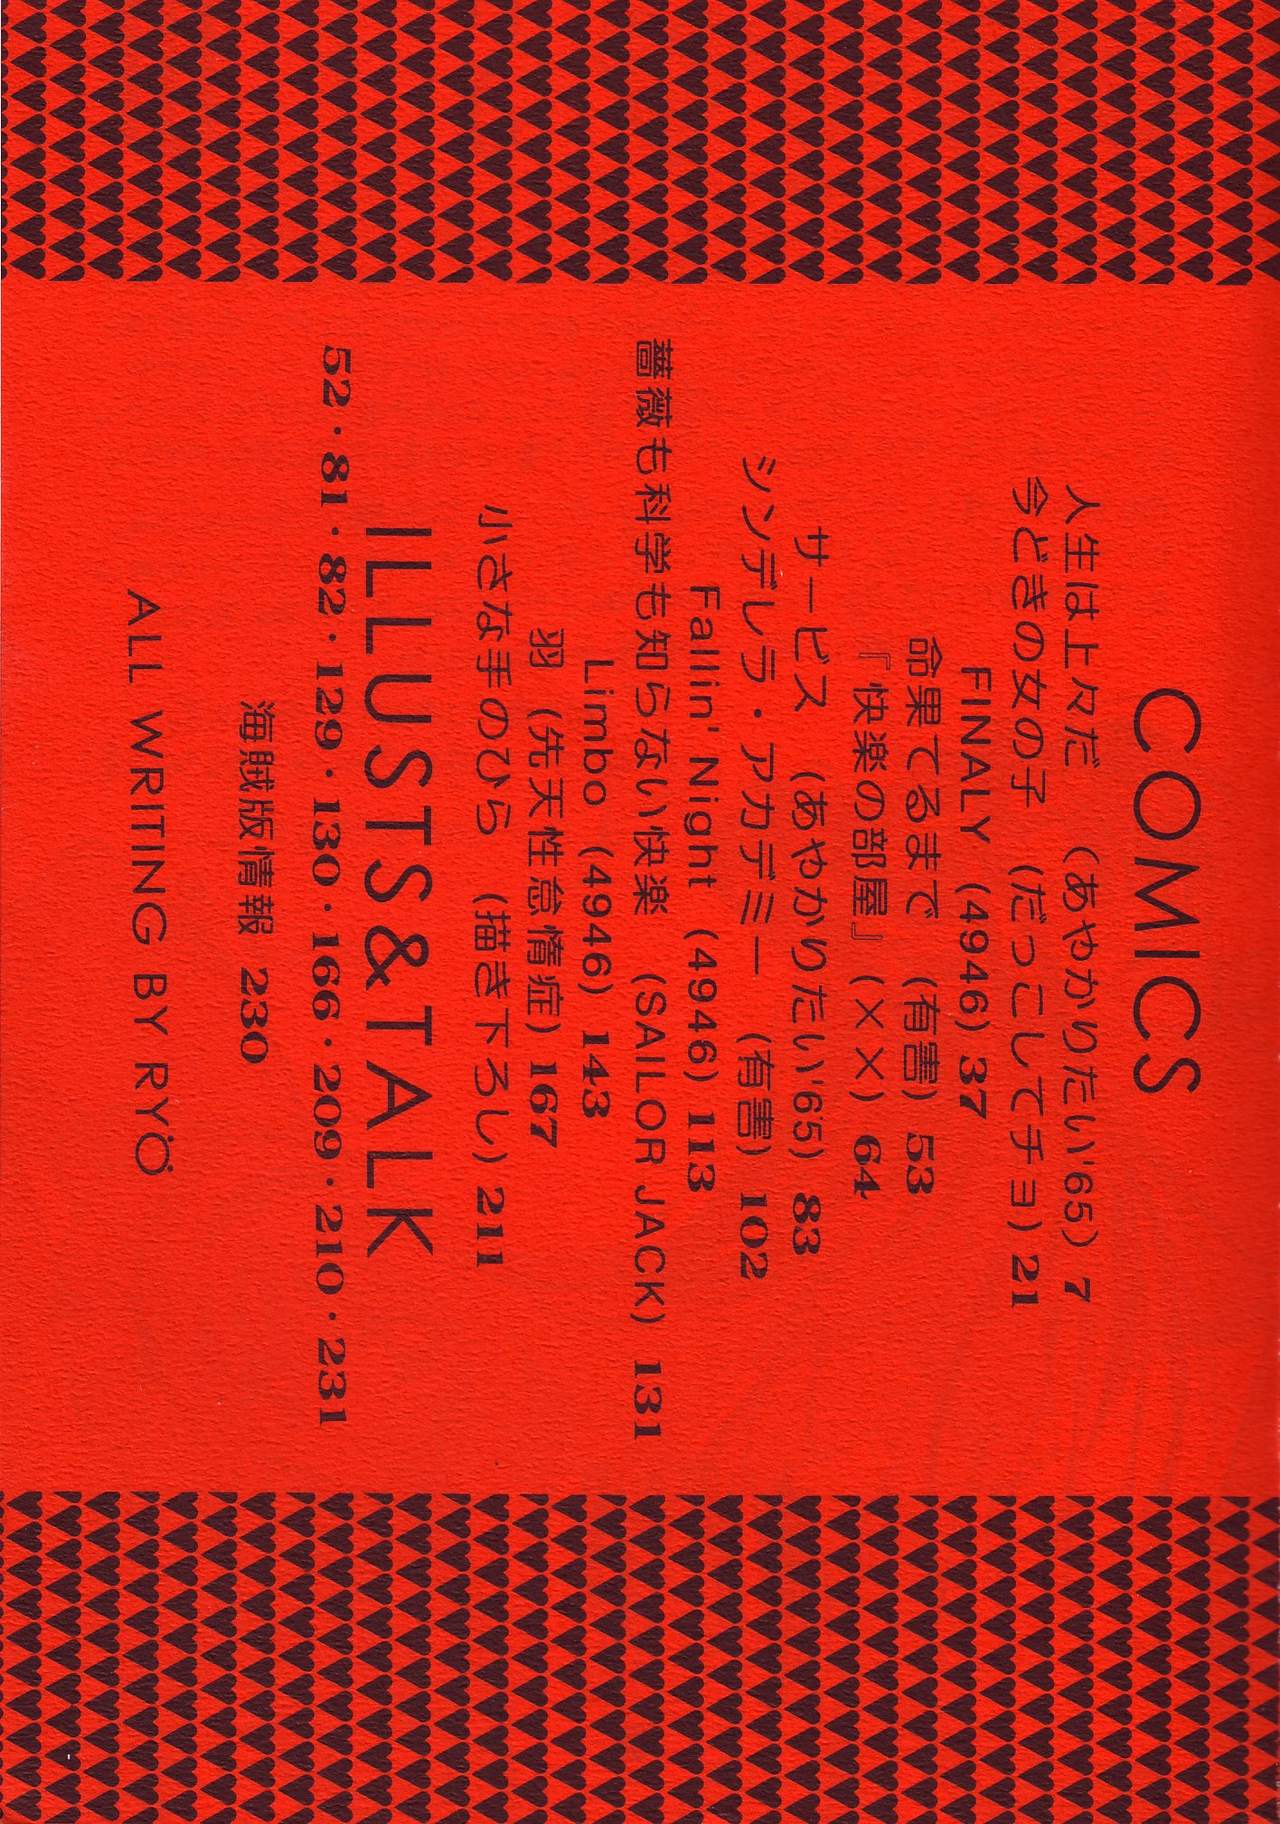 COMICS
人生は上々だ (あやかりたい'65) 7
今どきの女の子 (だっこしてチョ) 21
FINALY (4946) 37
命果てるまで (有害) 53
『快楽の部屋』(××) 64
サービス (あやかりたい'65) 83
シンデレラ・アカデミー (有害) 102
Fallin' Night (4946) 113
薔薇も科学も知らない快楽 (SAILOR JACK) 131
Limbo (4946) 143
羽 (先天性怠惰症) 167
小さな手のひら (描き下ろし) 211
ILLUSTS&TALK
52・81・82・129・130・166・209・210・231
海賊版情報 230
ALL WRITING BY RYÖ